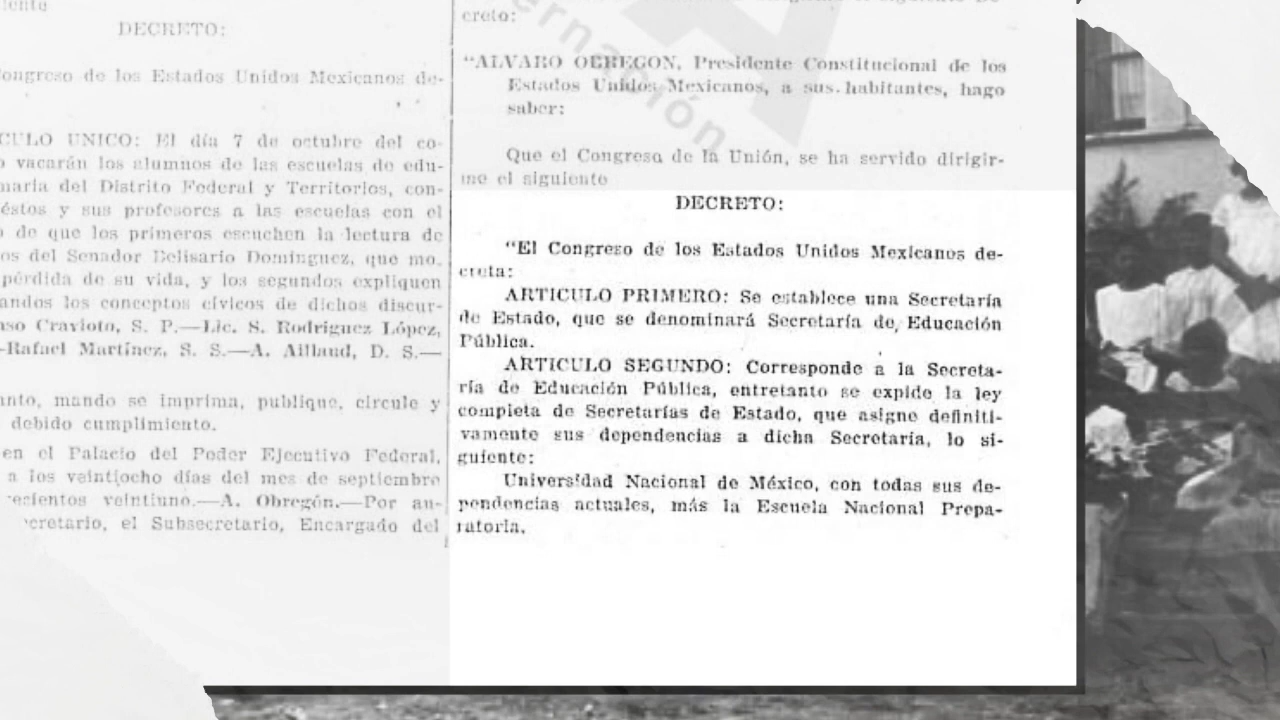 DECRETO:
Congreso de los Estados Unidos Mexicanos de-
CULO UNICO: El día 7 de octubre del co-
vacarán los alumnos de las escuelas de edu-
maria del Distrito Federal y Territorios, con-
éstos y sus profesores a las escuelas con el
de que los primeros escuchen la lectura de
os del Senador Belisario Domínguez, que mo.
pérdida de su vida, y los segundos expliquen
andos los conceptos cívicos de dichos discur-
so Cravioto, S. P.—Lic. S. Rodríguez López,
-Rafael Martínez, S. S.—A. Aillaud, D. S.—
nto, mando se imprima, publique, circule y
debido cumplimiento.
en el Palacio del Poder Ejecutivo Federal,
a los veintiocho días del mes de septiembre
ecientos veintiuno.—A. Obregón.—Por au-
cretario, el Subsecretario, Encargado del
creto:
"ALVARO OBREGON, Presidente Constitucional de los
Estados Unidos Mexicanos, a sus habitantes, hago
saber:
Que el Congreso de la Unión, se ha servido dirigir-
me el siguiente
DECRETO:
"El Congreso de los Estados Unidos Mexicanos de-
creta:
ARTICULO PRIMERO: Se establece una Secretaría
de Estado, que se denominará Secretaría de Educación
Pública.
ARTICULO SEGUNDO: Corresponde a la Secreta-
ría de Educación Pública, entretanto se expide la ley
completa de Secretarías de Estado, que asigne definiti-
vamente sus dependencias a dicha Secretaría, lo si-
guiente:
Universidad Nacional de México, con todas sus de-
pendencias actuales, más la Escuela Nacional Prepa-
ratoria.